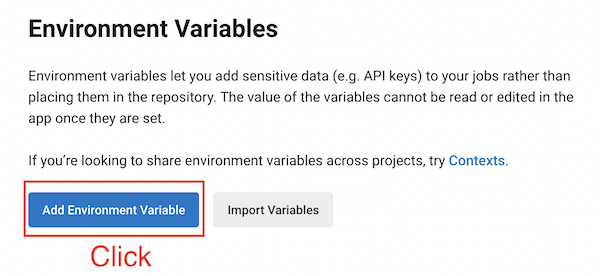 Environment Variables
Environment variables let you add sensitive data (e.g. API keys) to your jobs rather than
placing them in the repository. The value of the variables cannot be read or edited in the
app once they are set.
If you’re looking to share environment variables across projects, try Contexts.
Add Environment Variable
Import Variables
Click